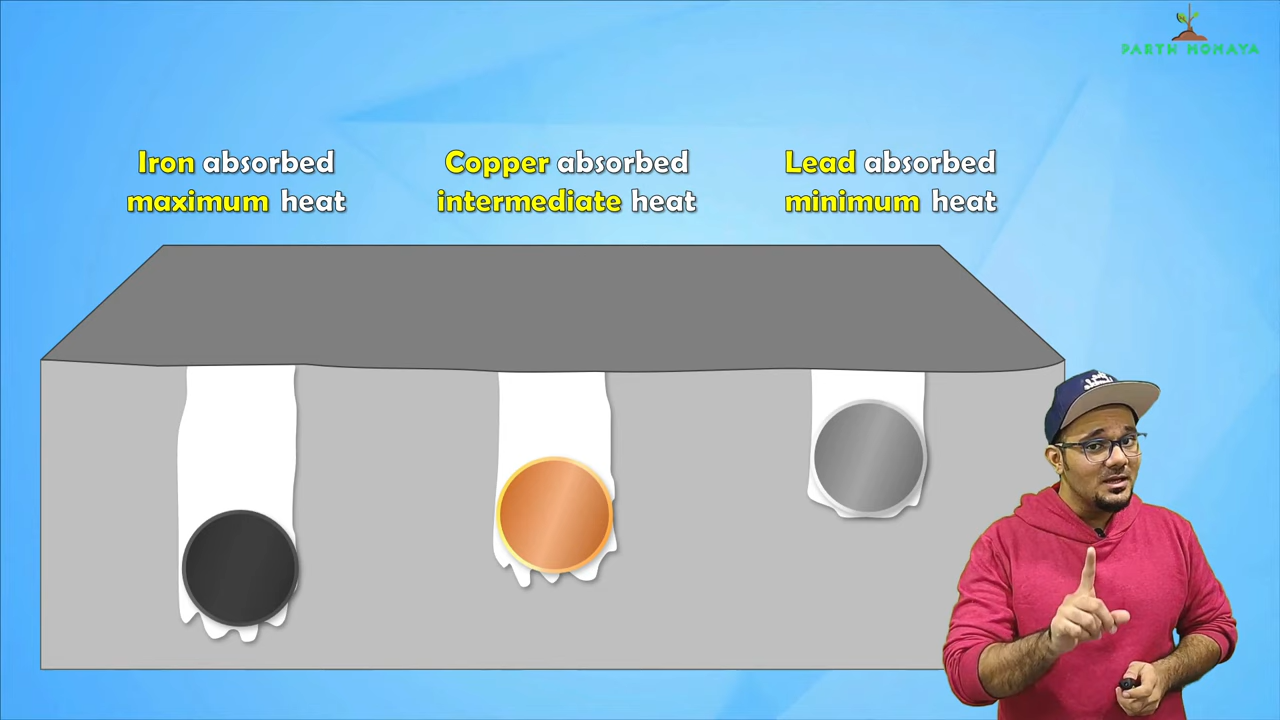 PARTH MOMAYA
Iron absorbed
maximum heat
Copper absorbed
intermediate heat
Lead absorbed
minimum heat